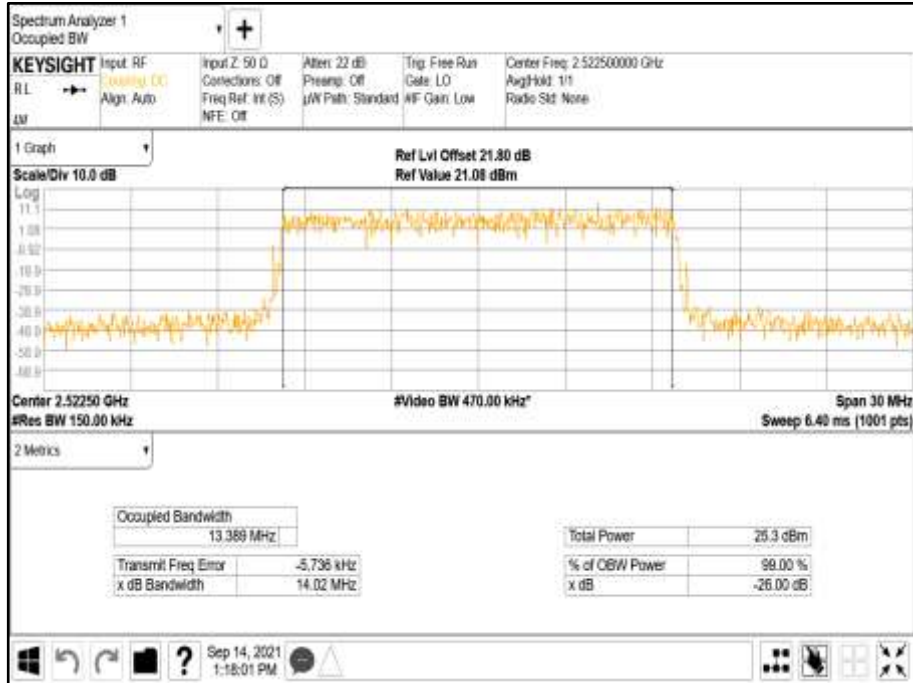 Spectrum Analyzer 1
Occupied BW
+
KEYSIGHT Input: RF Input Z: 50 Ω Atten: 22 dB Trig: Free Run Center Freq: 2.522500000 GHz
RL Coupling: DC Corrections: Off Preamp: Off Gate: LO Avg|Hold: 1/1
Align: Auto Freq Ref: Int (S) µW Path: Standard #IF Gain: Low Radio Std: None
NFE: Off
1 Graph
Ref Lvl Offset 21.80 dB
Scale/Div 10.0 dB Ref Value 21.08 dBm
Log
11.1
1.08
-8.92
-18.9
-28.9
-38.9
-48.9
-58.9
-68.9
Center 2.52250 GHz #Video BW 470.00 kHz* Span 30 MHz
#Res BW 150.00 kHz Sweep 6.40 ms (1001 pts)
2 Metrics
Occupied Bandwidth
13.389 MHz Total Power 25.3 dBm
Transmit Freq Error -5.736 kHz % of OBW Power 99.00 %
x dB Bandwidth 14.02 MHz x dB -26.00 dB
? Sep 14, 2021
1:18:01 PM